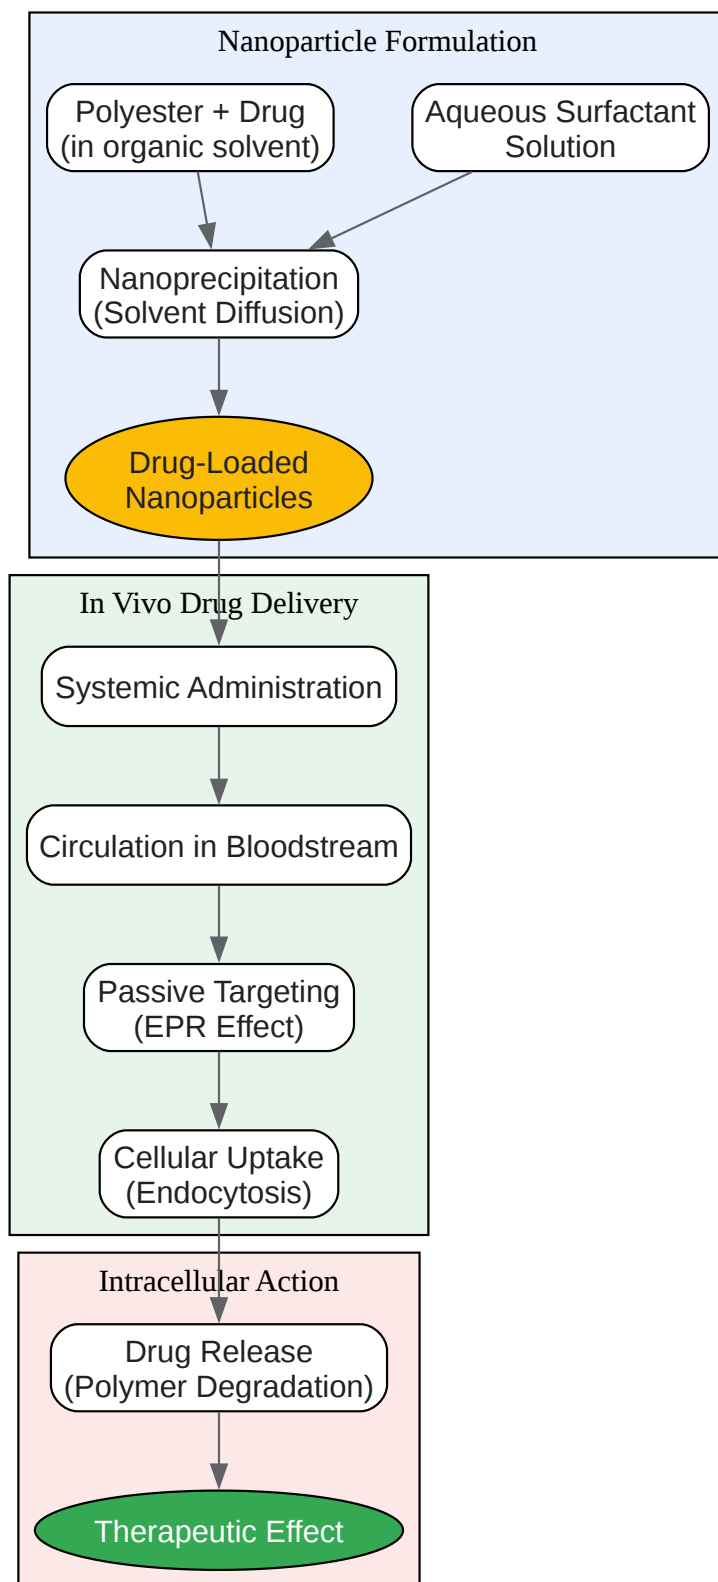 Nanoparticle Formulation
Polyester + Drug
(in organic solvent)
Aqueous Surfactant
Solution
Nanoprecipitation
(Solvent Diffusion)
Drug-Loaded
Nanoparticles
In Vivo Drug Delivery
Systemic Administration
Circulation in Bloodstream
Passive Targeting
(EPR Effect)
Cellular Uptake
(Endocytosis)
Intracellular Action
Drug Release
(Polymer Degradation)
Therapeutic Effect